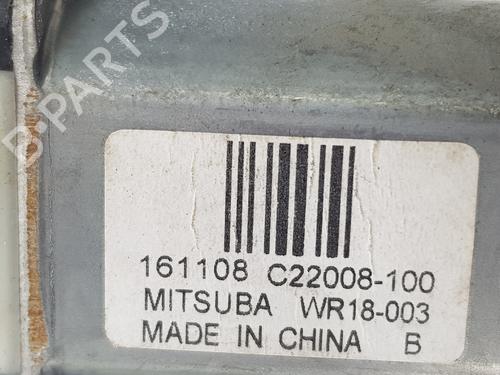 B-PARTS
161108 C22008-100
MITSUBA WR18-003
MADE IN CHINA B